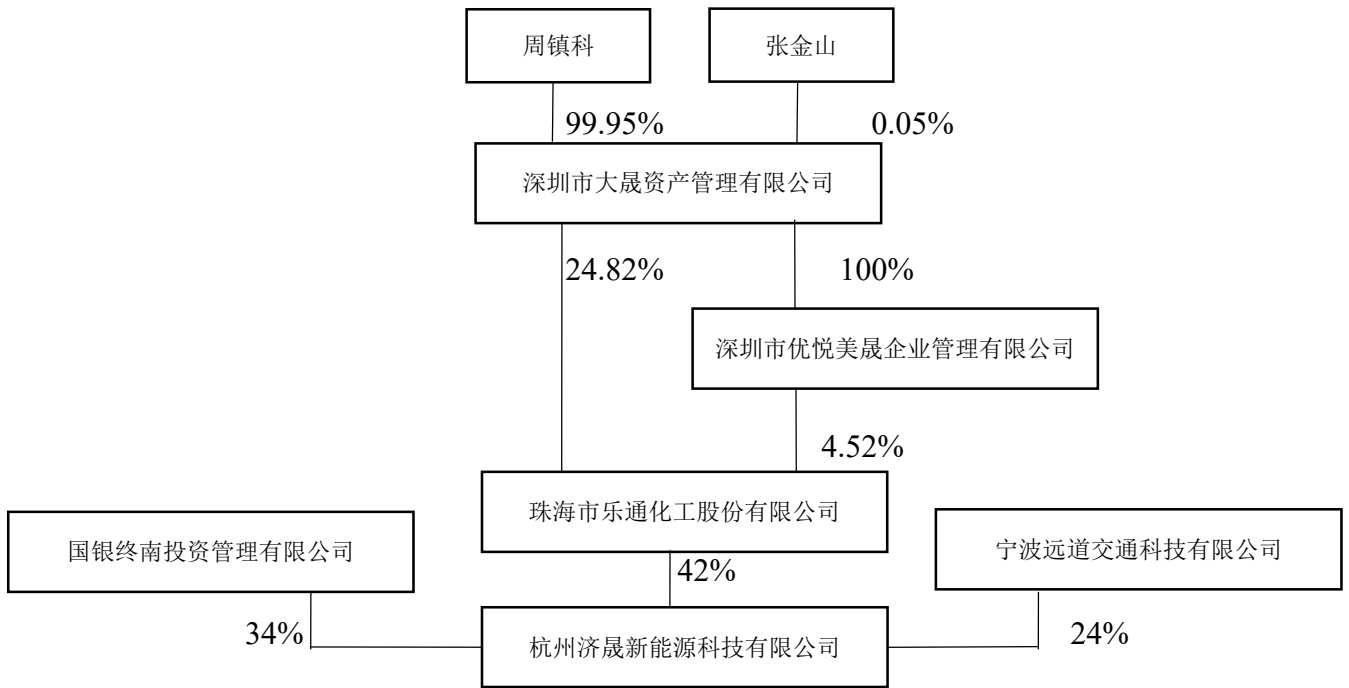 周镇科
张金山
99.95%
0.05%
深圳市大晟资产管理有限公司
24.82%
100%
深圳市优悦美晟企业管理有限公司
4.52%
珠海市乐通化工股份有限公司
国银终南投资管理有限公司
宁波远道交通科技有限公司
42%
34%
24%
杭州济晟新能源科技有限公司